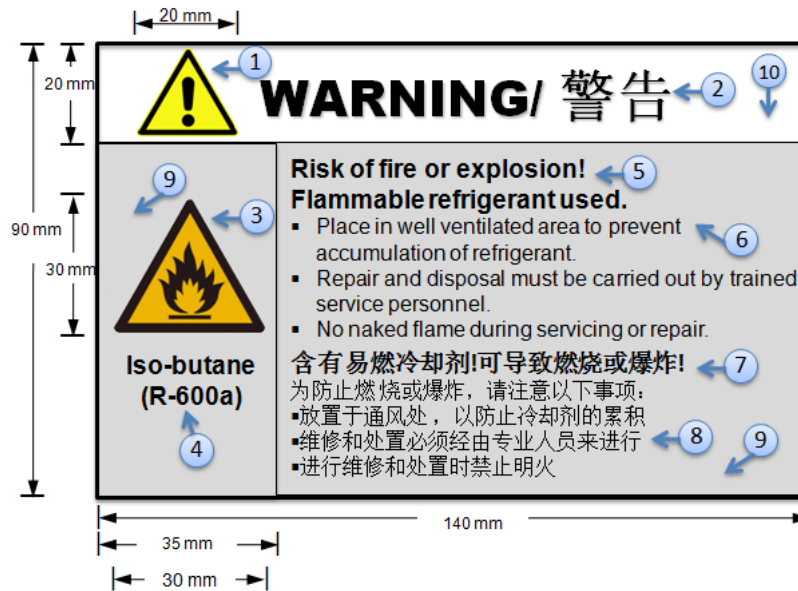 20 mm
1
WARNING/ 警告
2
10
20 mm
9
Risk of fire or explosion!
5
Flammable refrigerant used.
3
▪ Place in well ventilated area to prevent
accumulation of refrigerant.
6
90 mm
30 mm
▪ Repair and disposal must be carried out by trained
service personnel.
▪ No naked flame during servicing or repair.
Iso-butane
(R-600a)
4
含有易燃冷却剂!可导致燃烧或爆炸!
7
为防止燃烧或爆炸，请注意以下事项：
▪放置于通风处，以防止冷却剂的累积
▪维修和处置必须经由专业人员来进行
8
▪进行维修和处置时禁止明火
9
140 mm
35 mm
30 mm